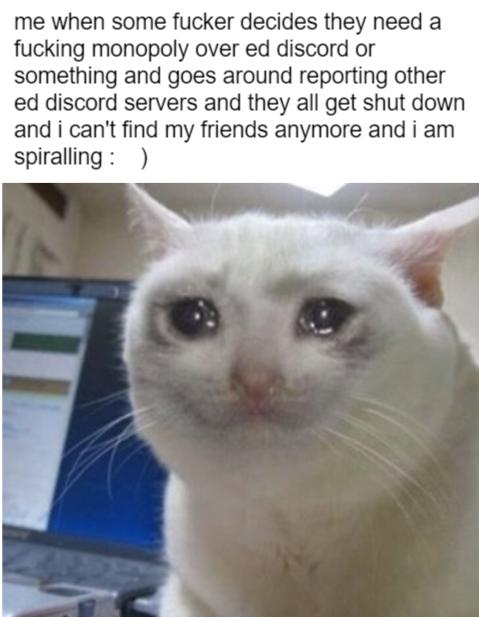 me when some fucker decides they need a
fucking monopoly over ed discord or
something and goes around reporting other
ed discord servers and they all get shut down
and i can't find my friends anymore and i am
spiralling :   )